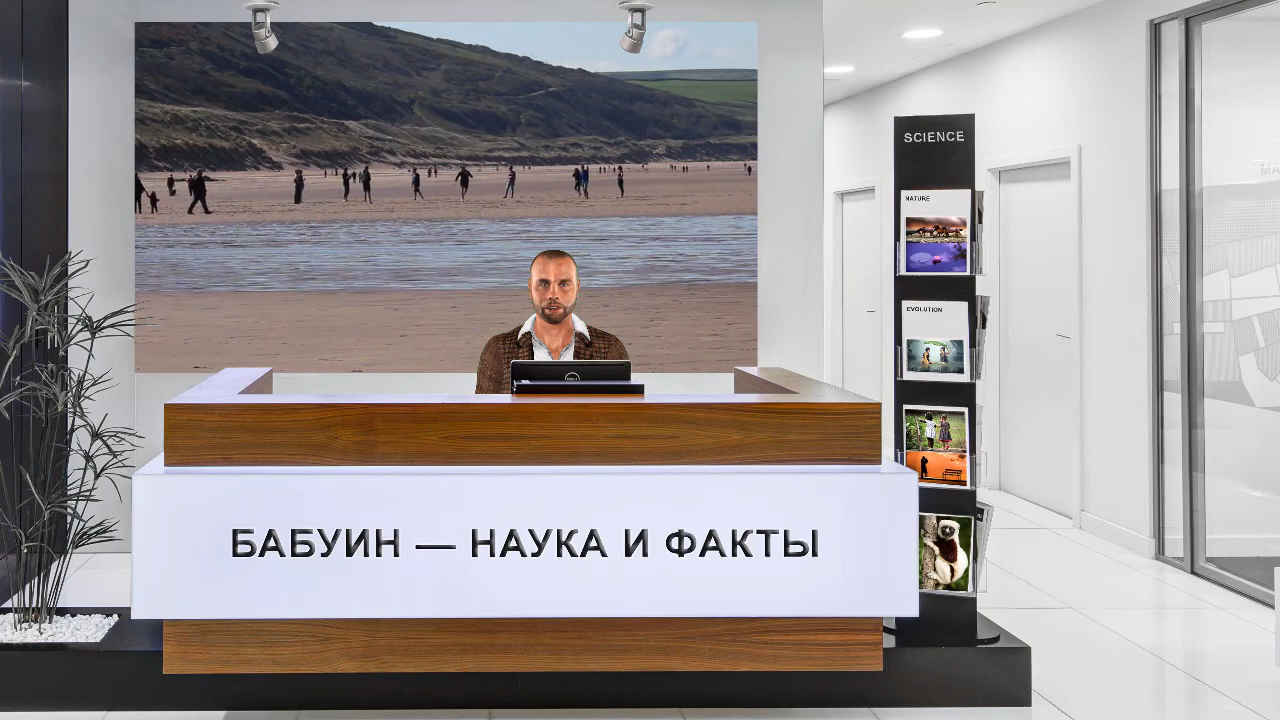 SCIENCE
NATURE
EVOLUTION
БАБУИН — НАУКА И ФАКТЫ